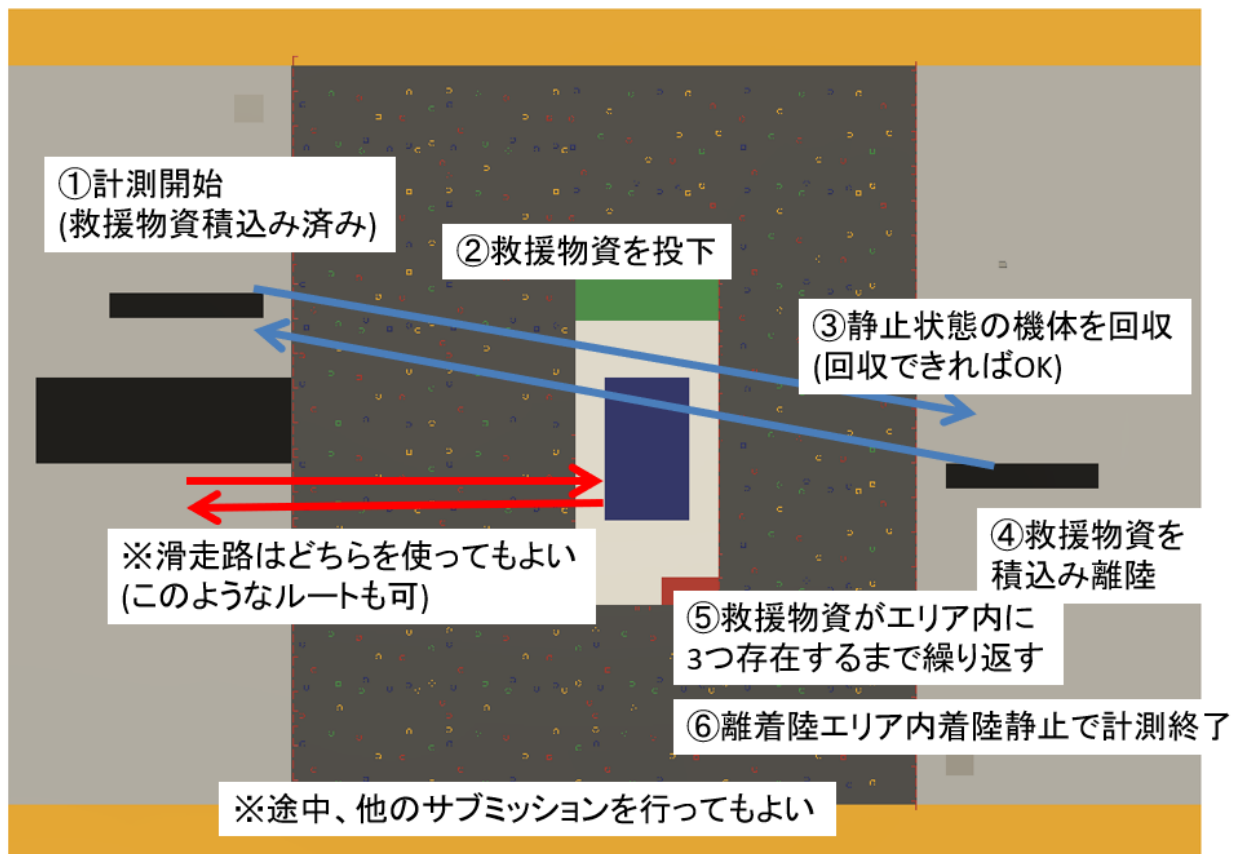 ①計測開始
(救援物資積込み済み)
②救援物資を投下
③静止状態の機体を回収
(回収できればOK)
※滑走路はどちらを使ってもよい
(このようなルートも可)
④救援物資を
積込み離陸
⑤救援物資がエリア内に
3つ存在するまで繰り返す
⑥離着陸エリア内着陸静止で計測終了
※途中、他のサブミッションを行ってもよい